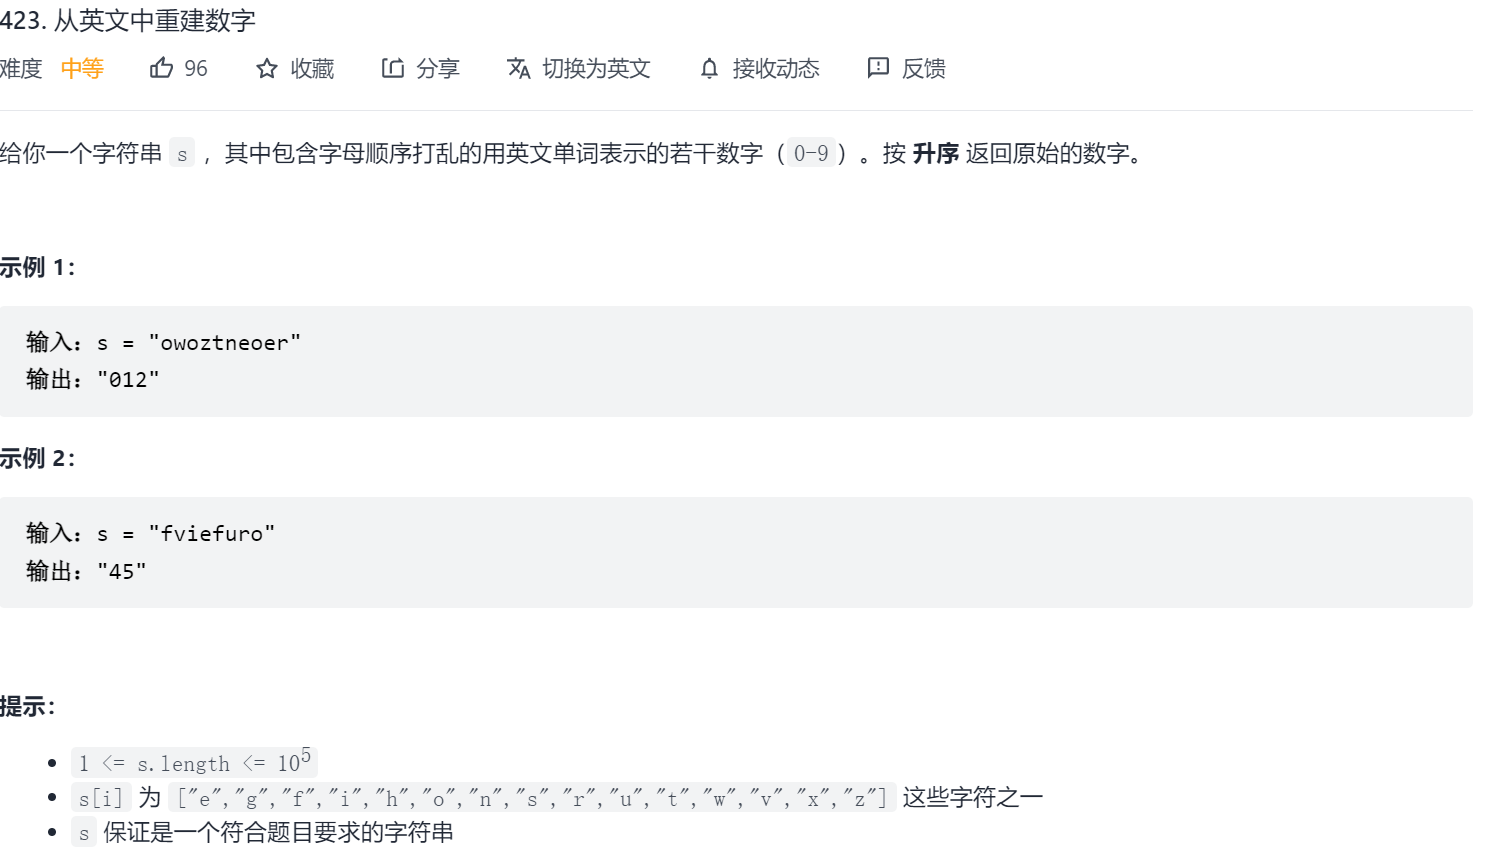 423. 从英文中重建数字
难度 中等 96 收藏 分享 切换为英文 接收动态 反馈
给你一个字符串 s ，其中包含字母顺序打乱的用英文单词表示的若干数字（0-9）。按 升序 返回原始的数字。
示例 1：
输入：s = "owoztneoer"
输出："012"
示例 2：
输入：s = "fviefuro"
输出："45"
提示：
• 1 <= s.length <= 10⁵
• s[i] 为 ["e","g","f","i","h","o","n","s","r","u","t","w","v","x","z"] 这些字符之一
• s 保证是一个符合题目要求的字符串